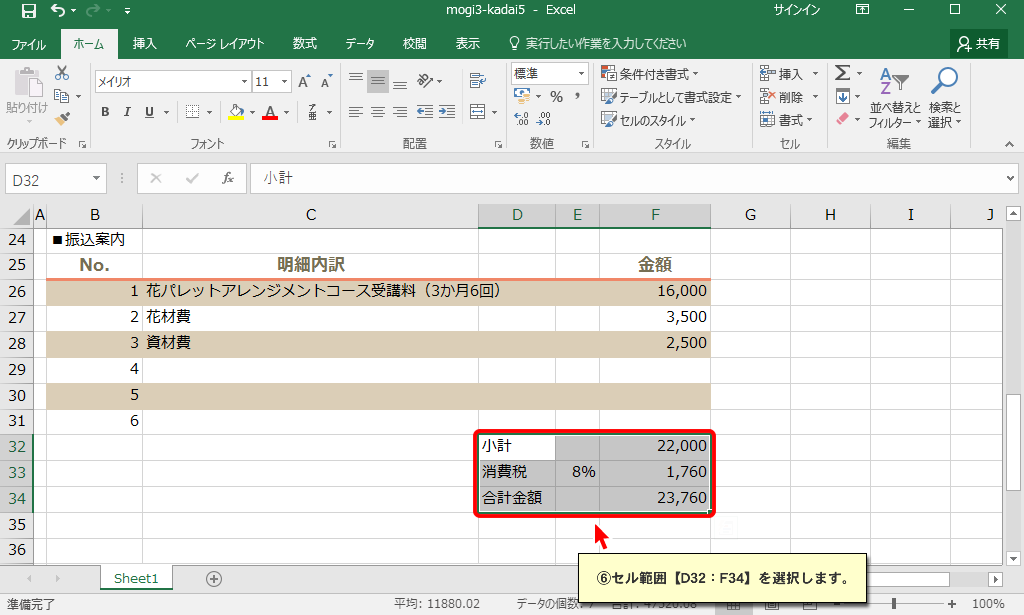 mogi3-kadai5 - Excel
サインイン
ファイル ホーム 挿入 ページ レイアウト 数式 データ 校閲 表示 実行したい作業を入力してください 共有
貼り付け
メイリオ 11
B I U
標準
条件付き書式
テーブルとして書式設定
セルのスタイル
挿入
削除
書式
並べ替えと
フィルター
検索と
選択
クリップボード フォント 配置 数値 スタイル セル 編集
D32 fx 小計
A B C D E F G H I J
24 ■振込案内
25 No. 明細内訳 金額
26 1 花パレットアレンジメントコース受講料（3か月6回） 16,000
27 2 花材費 3,500
28 3 資材費 2,500
29 4
30 5
31 6
32 小計 22,000
33 消費税 8% 1,760
34 合計金額 23,760
35
36
⑥セル範囲【D32：F34】を選択します。
Sheet1
準備完了 平均: 11880.02 データの個数: 7 合計: 47520.08 100%